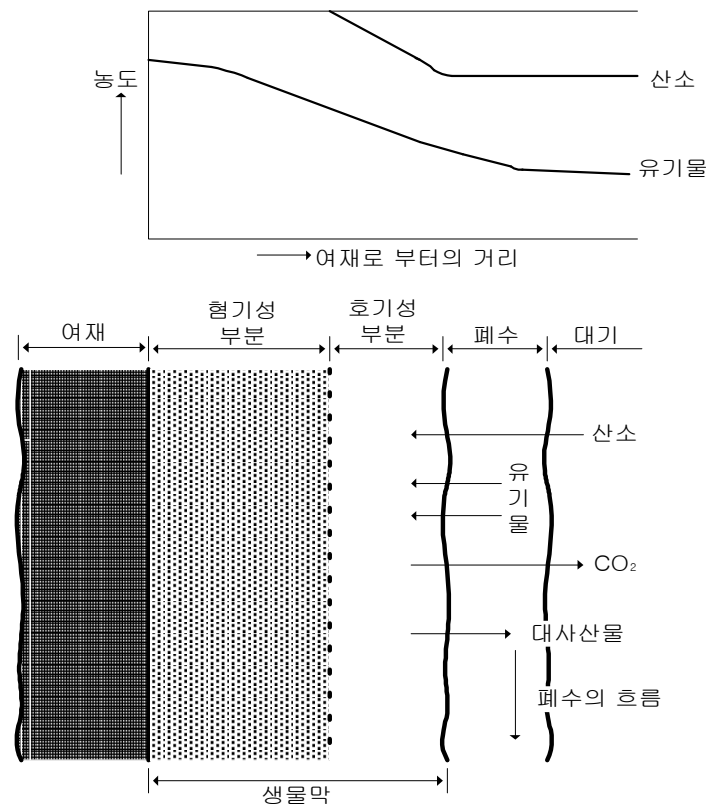 농도
산소
유기물
여재로 부터의 거리
여재
혐기성
부분
호기성
부분
폐수
대기
산소
유
기
물
CO₂
대사산물
폐수의 흐름
생물막